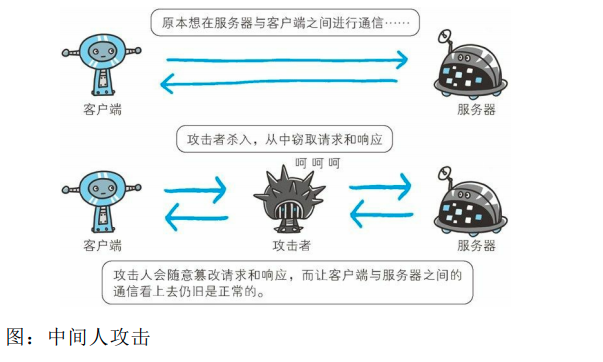 原本想在服务器与客户端之间进行通信……
客户端
服务器
攻击者杀入，从中窃取请求和响应
呵呵呵
客户端
攻击者
服务器
攻击人会随意篡改请求和响应，而让客户端与服务器之间的
通信看上去仍旧是正常的。
图：中间人攻击